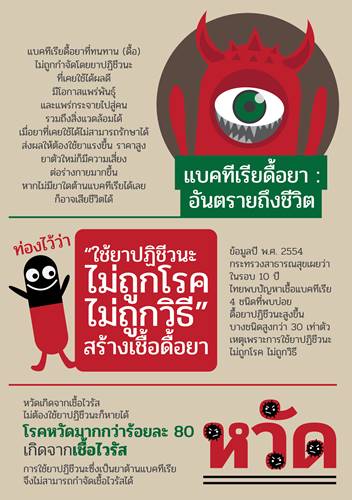 แบคทีเรียดื้อยาที่ทนทาน (ดื้อ)
ไม่ถูกกำจัดโดยยาปฏิชีวนะ
ที่เคยใช้ได้ผลดี
มีโอกาสแพร่พันธุ์
และแพร่กระจายไปสู่คน
รวมถึงสิ่งแวดล้อมได้
เมื่อยาที่เคยใช้ได้ไม่สามารถรักษาได้
ส่งผลให้ต้องใช้ยาแรงขึ้น ราคาสูง
ยาตัวใหม่ก็มีความเสี่ยง
ต่อร่างกายมากขึ้น
หากไม่มียาใดต้านแบคทีเรียได้เลย
ก็อาจเสียชีวิตได้
แบคทีเรียดื้อยา :
อันตรายถึงชีวิต
ท่องไว้ว่า
"ใช้ยาปฏิชีวนะ
ไม่ถูกโรค
ไม่ถูกวิธี"
สร้างเชื้อดื้อยา
ข้อมูลปี พ.ศ. 2554
กระทรวงสาธารณสุขเผยว่า
ในรอบ 10 ปี
ไทยพบปัญหาเชื้อแบคทีเรีย
4 ชนิดที่พบบ่อย
ดื้อยาปฏิชีวนะสูงขึ้น
บางชนิดสูงกว่า 30 เท่าตัว
เหตุเพราะการใช้ยาปฏิชีวนะ
ไม่ถูกโรค ไม่ถูกวิธี
หวัดเกิดจากเชื้อไวรัส
ไม่ต้องใช้ยาปฏิชีวนะก็หายได้
โรคหวัดมากกว่าร้อยละ 80
เกิดจากเชื้อไวรัส
การใช้ยาปฏิชีวนะซึ่งเป็นยาต้านแบคทีเรีย
จึงไม่สามารถกำจัดเชื้อไวรัสได้
หวัด